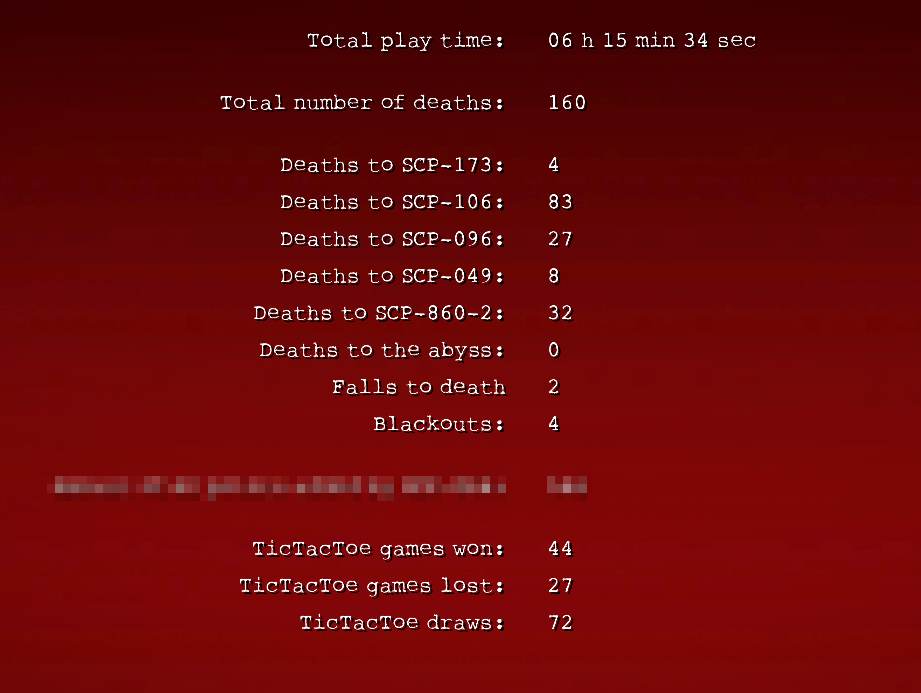 Total play time: 06 h 15 min 34 sec
Total number of deaths: 160
Deaths to SCP-173: 4
Deaths to SCP-106: 83
Deaths to SCP-096: 27
Deaths to SCP-049: 8
Deaths to SCP-860-2: 32
Deaths to the abyss: 0
Falls to death 2
Blackouts: 4
TicTacToe games won: 44
TicTacToe games lost: 27
TicTacToe draws: 72